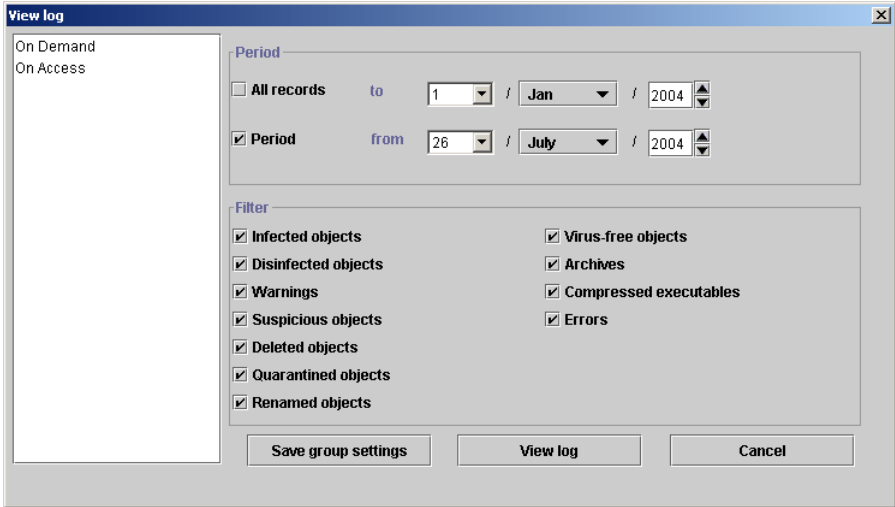 View log
On Demand
On Access
Period
All records to 1 / Jan / 2004
Period from 26 / July / 2004
Filter
Infected objects
Disinfected objects
Warnings
Suspicious objects
Deleted objects
Quarantined objects
Renamed objects
Virus-free objects
Archives
Compressed executables
Errors
Save group settings View log Cancel